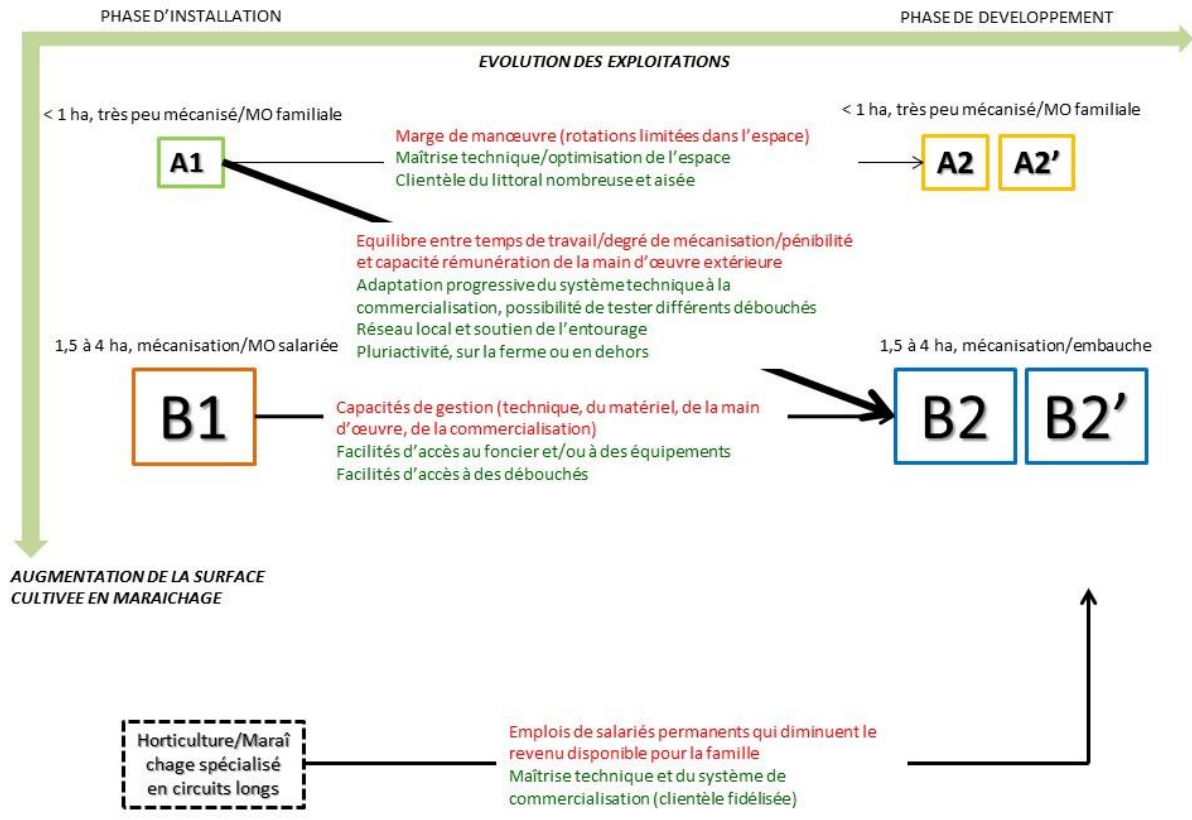 PHASE D’INSTALLATION
PHASE DE DEVELOPPEMENT
EVOLUTION DES EXPLOITATIONS
< 1 ha, très peu mécanisé/MO familiale
< 1 ha, très peu mécanisé/MO familiale
A1
Marge de manœuvre (rotations limitées dans l’espace)
Maîtrise technique/optimisation de l’espace
Clientèle du littoral nombreuse et aisée
A2
A2’
Equilibre entre temps de travail/degré de mécanisation/pénibilité
et capacité rémunération de la main d’œuvre extérieure
Adaptation progressive du système technique à la
commercialisation, possibilité de tester différents débouchés
Réseau local et soutien de l’entourage
Pluriactivité, sur la ferme ou en dehors
1,5 à 4 ha, mécanisation/MO salariée
1,5 à 4 ha, mécanisation/embauche
B1
Capacités de gestion (technique, du matériel, de la main
d’œuvre, de la commercialisation)
Facilités d’accès au foncier et/ou à des équipements
Facilités d’accès à des débouchés
B2
B2’
AUGMENTATION DE LA SURFACE
CULTIVEE EN MARAICHAGE
Horticulture/Maraî
chage spécialisé
en circuits longs
Emplois de salariés permanents qui diminuent le
revenu disponible pour la famille
Maîtrise technique et du système de
commercialisation (clientèle fidélisée)